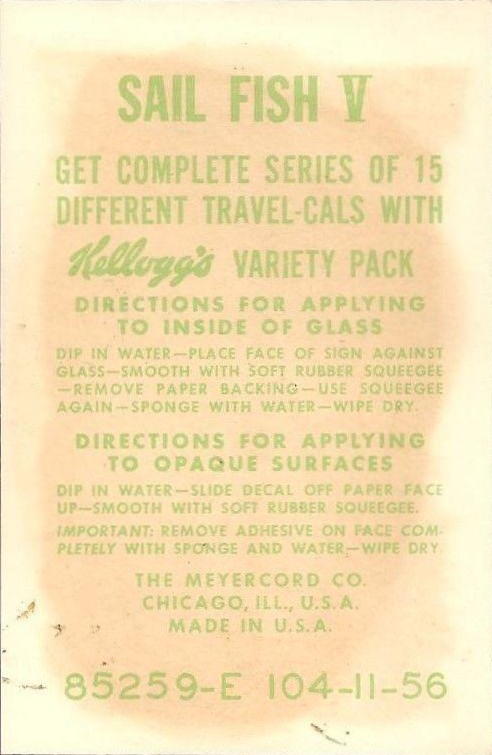 SAIL FISH V
GET COMPLETE SERIES OF 15
DIFFERENT TRAVEL-CALS WITH
Kellogg's VARIETY PACK
DIRECTIONS FOR APPLYING
TO INSIDE OF GLASS
DIP IN WATER—PLACE FACE OF SIGN AGAINST
GLASS—SMOOTH WITH SOFT RUBBER SQUEEGEE
—REMOVE PAPER BACKING—USE SQUEEGEE
AGAIN—SPONGE WITH WATER—WIPE DRY.
DIRECTIONS FOR APPLYING
TO OPAQUE SURFACES
DIP IN WATER—SLIDE DECAL OFF PAPER FACE
UP—SMOOTH WITH SOFT RUBBER SQUEEGEE.
IMPORTANT: REMOVE ADHESIVE ON FACE COM-
PLETELY WITH SPONGE AND WATER,—WIPE DRY
THE MEYERCORD CO.
CHICAGO, ILL., U.S.A.
MADE IN U.S.A.
85259-E 104-11-56